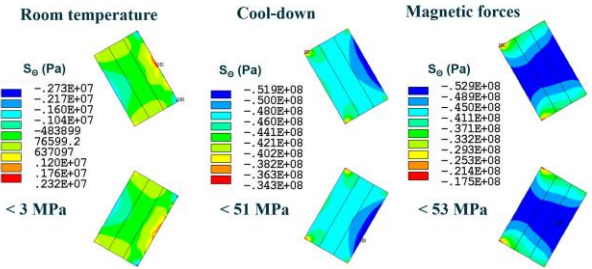 Room temperature
Cool-down
Magnetic forces
SΘ (Pa)
-.273E+07
-.217E+07
-.160E+07
-.104E+07
-483899
76599.2
637097
.120E+07
.176E+07
.232E+07
< 3 MPa
SΘ (Pa)
-.519E+08
-.500E+08
-.480E+08
-.460E+08
-.441E+08
-.421E+08
-.402E+08
-.382E+08
-.363E+08
-.343E+08
< 51 MPa
SΘ (Pa)
-.529E+08
-.489E+08
-.450E+08
-.411E+08
-.371E+08
-.332E+08
-.293E+08
-.253E+08
-.214E+08
-.175E+08
< 53 MPa